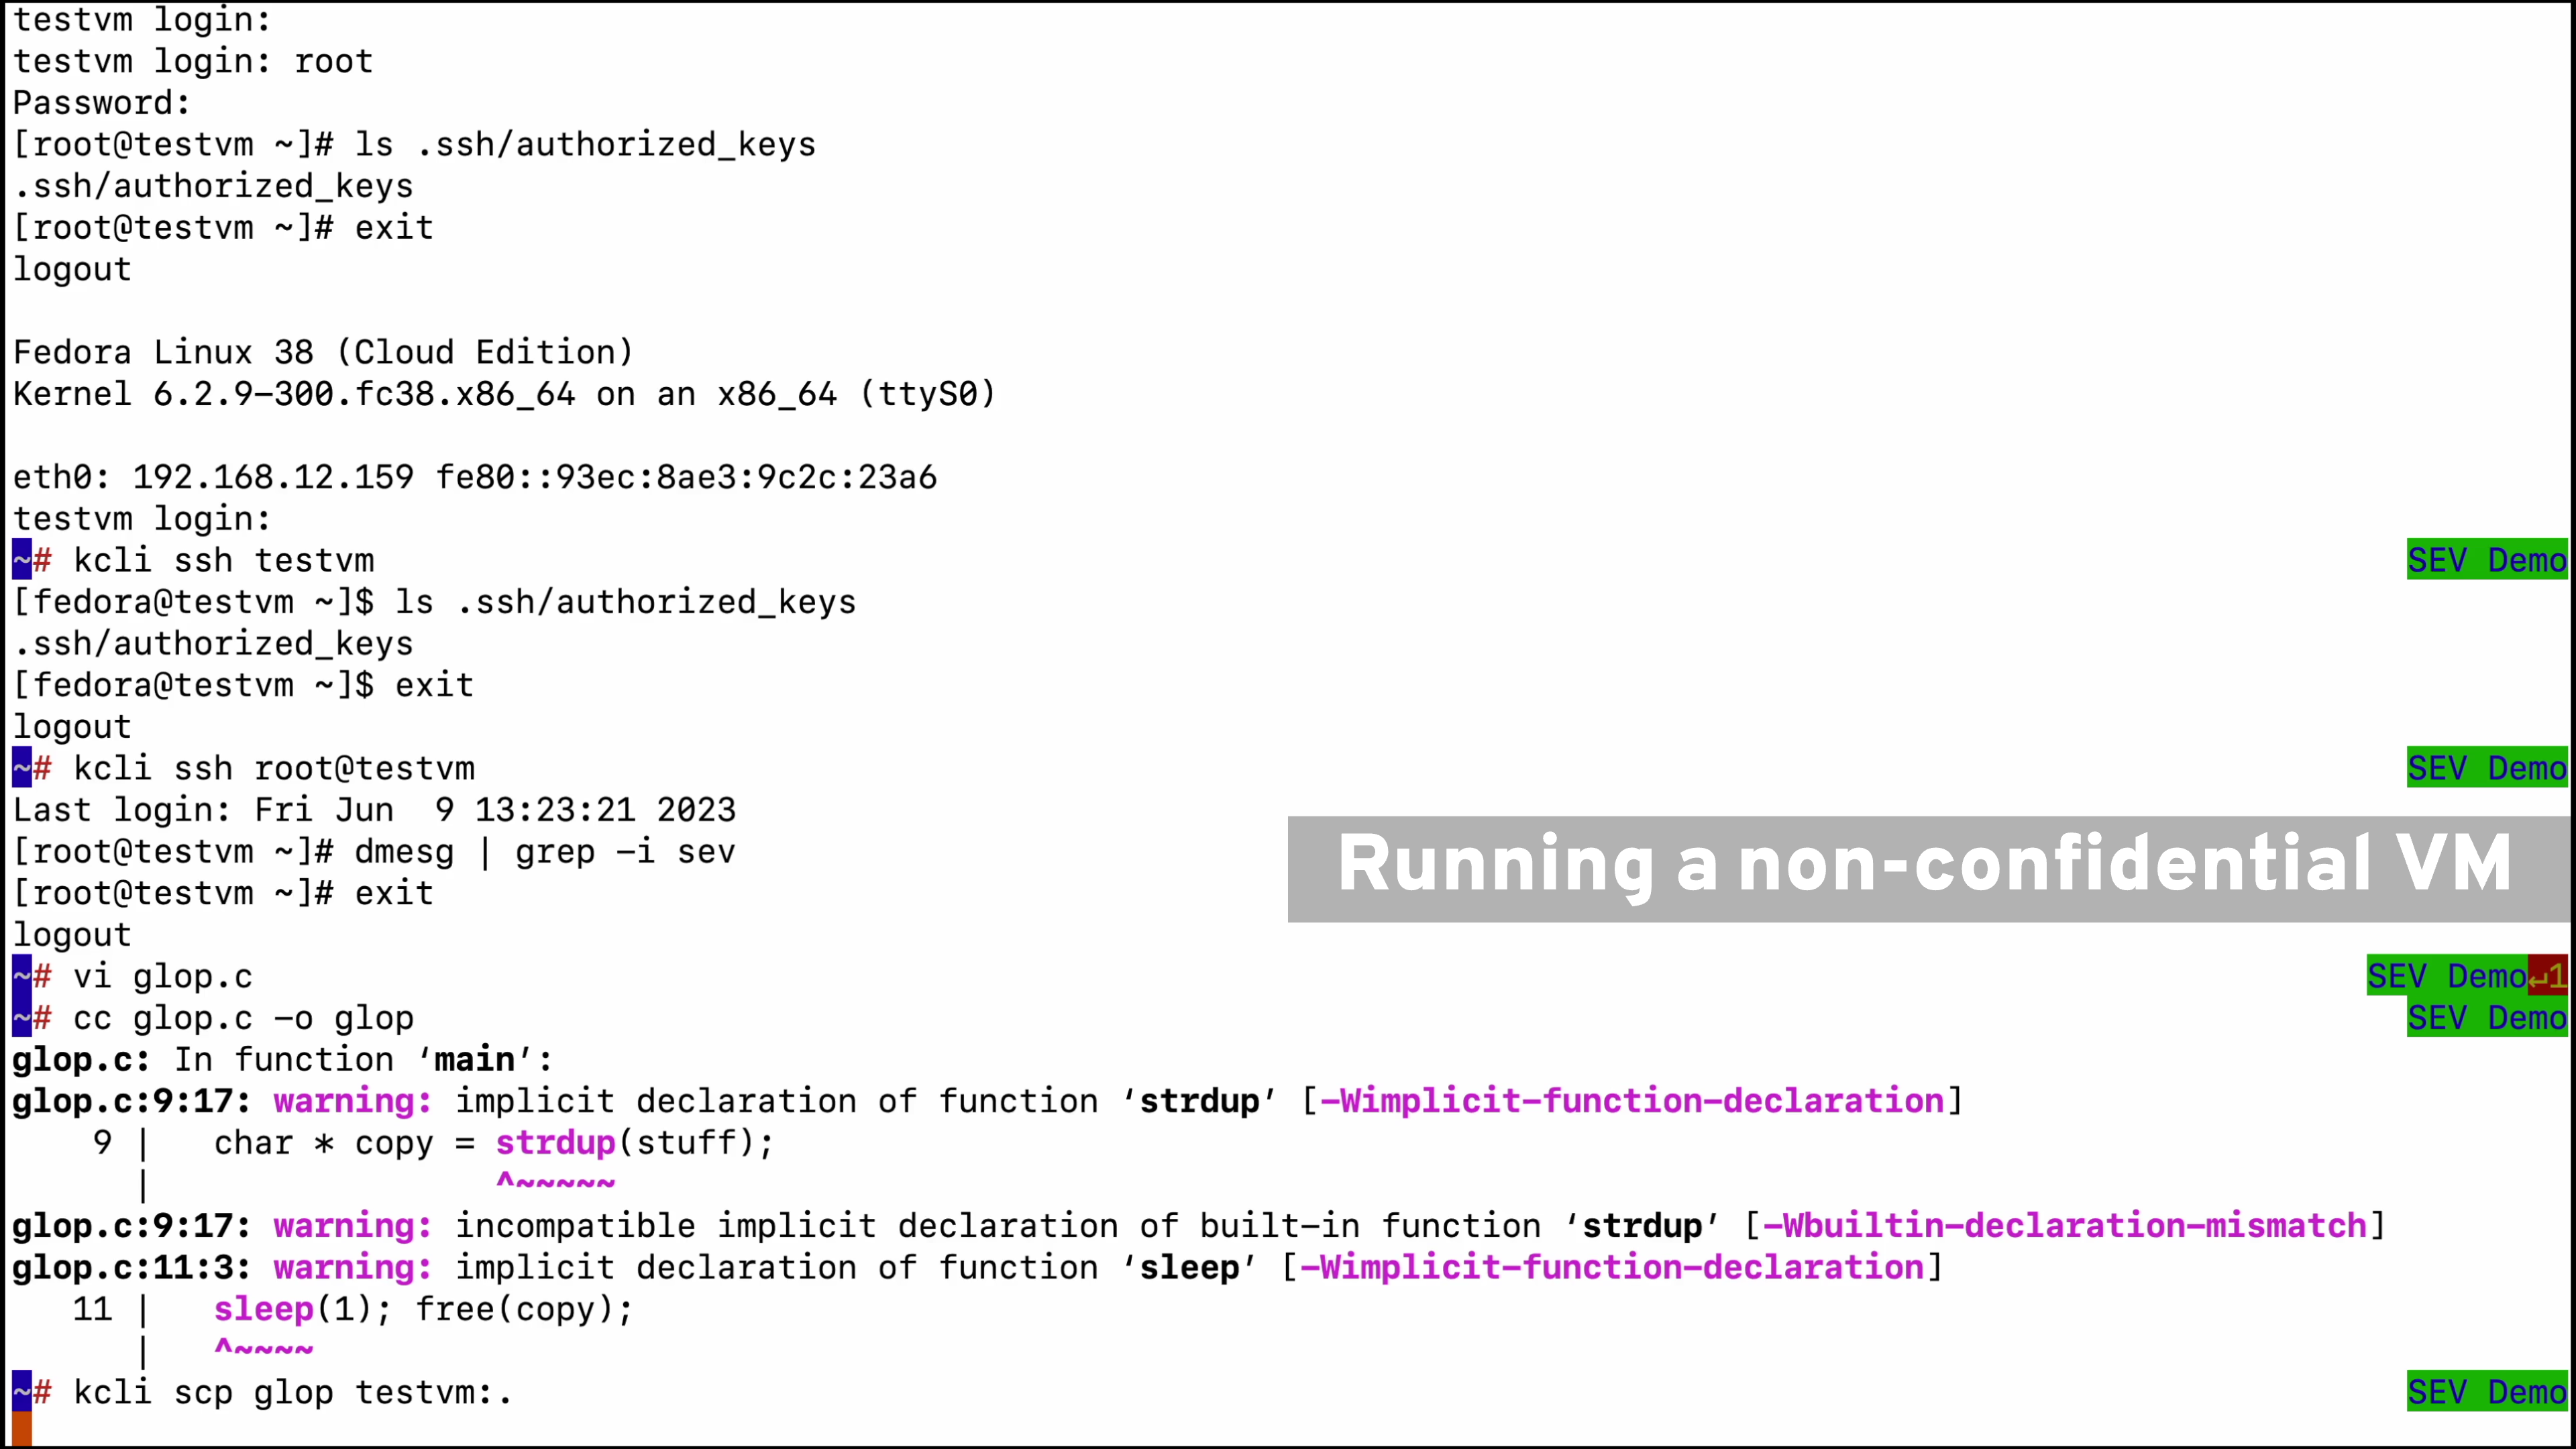 testvm login:
testvm login: root
Password:
[root@testvm ~]# ls .ssh/authorized_keys
.ssh/authorized_keys
[root@testvm ~]# exit
logout
Fedora Linux 38 (Cloud Edition)
Kernel 6.2.9-300.fc38.x86_64 on an x86_64 (ttyS0)
eth0: 192.168.12.159 fe80::93ec:8ae3:9c2c:23a6
testvm login:
~# kcli ssh testvm SEV Demo
[fedora@testvm ~]$ ls .ssh/authorized_keys
.ssh/authorized_keys
[fedora@testvm ~]$ exit
logout
~# kcli ssh root@testvm SEV Demo
Last login: Fri Jun  9 13:23:21 2023
[root@testvm ~]# dmesg | grep -i sev
Running a non-confidential VM
[root@testvm ~]# exit
logout
~# vi glop.c SEV Demo↵1
~# cc glop.c -o glop SEV Demo
glop.c: In function ‘main’:
glop.c:9:17: warning: implicit declaration of function ‘strdup’ [-Wimplicit-function-declaration]
    9 |   char * copy = strdup(stuff);
      |                 ^~~~~~
glop.c:9:17: warning: incompatible implicit declaration of built-in function ‘strdup’ [-Wbuiltin-declaration-mismatch]
glop.c:11:3: warning: implicit declaration of function ‘sleep’ [-Wimplicit-function-declaration]
   11 |   sleep(1); free(copy);
      |   ^~~~~
~# kcli scp glop testvm:. SEV Demo